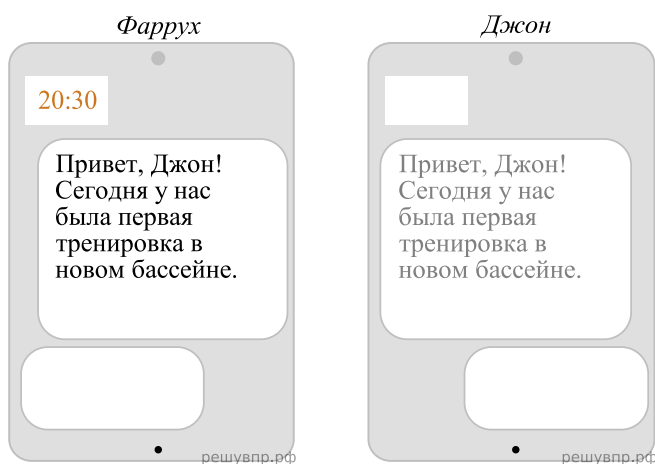 Фаррух
Джон
20:30
Привет, Джон!
Сегодня у нас
была первая
тренировка в
новом бассейне.
Привет, Джон!
Сегодня у нас
была первая
тренировка в
новом бассейне.
решувпр.рф
решувпр.рф